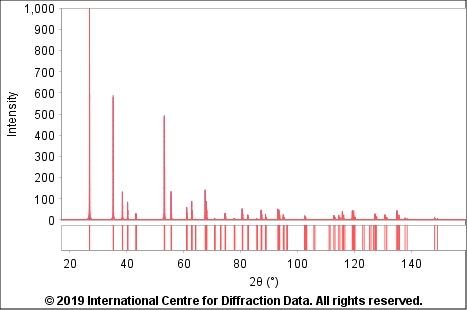 1,000
900
800
700
600
500
400
300
200
100
0
Intensity
20 40 60 80 100 120 140
2θ (°)
© 2019 International Centre for Diffraction Data. All rights reserved.